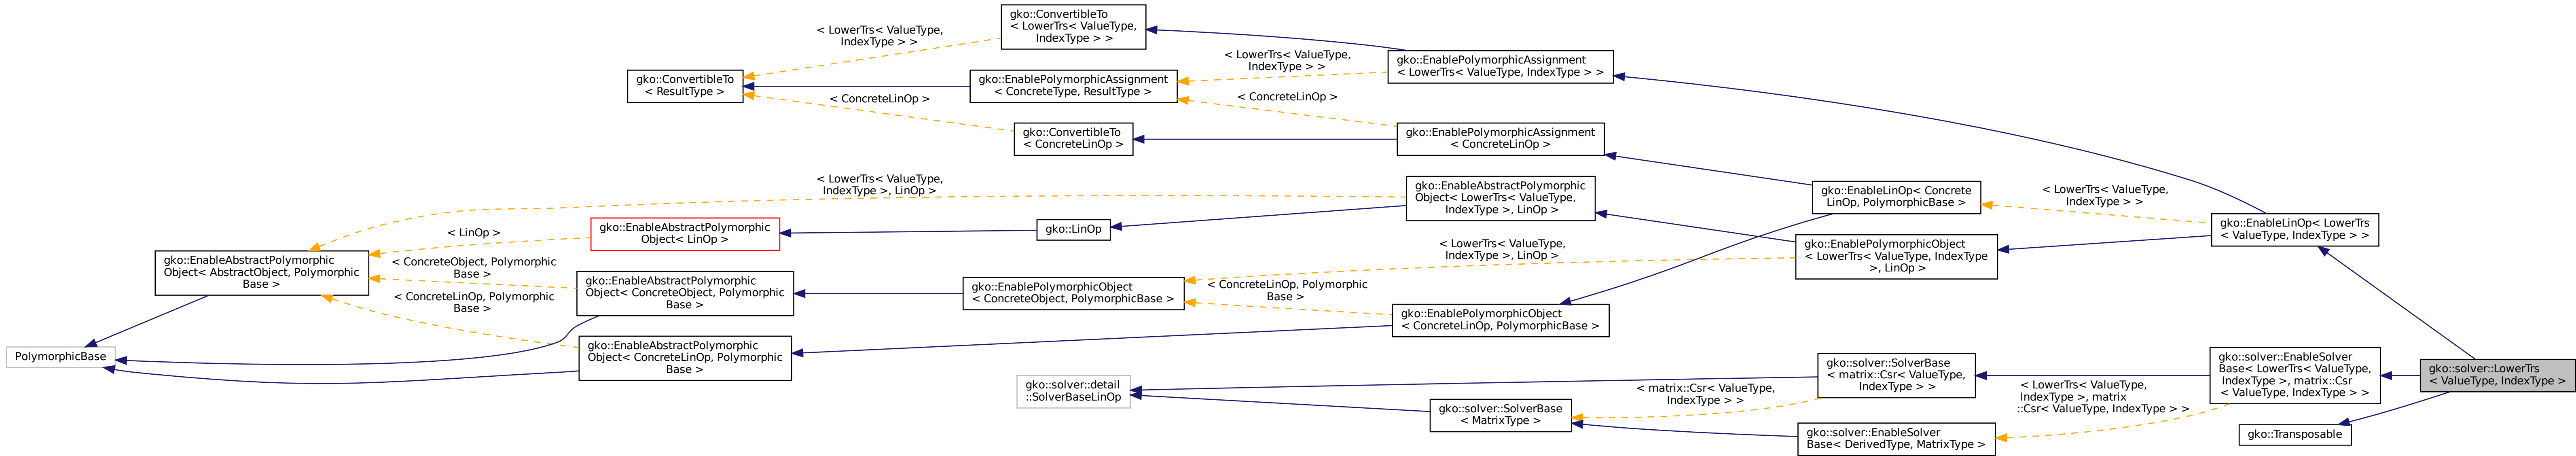 gko::ConvertibleTo
< LowerTrs< ValueType,
IndexType > >
< LowerTrs< ValueType,
IndexType > >
gko::ConvertibleTo
< ResultType >
gko::EnablePolymorphicAssignment
< ConcreteType, ResultType >
< LowerTrs< ValueType,
IndexType > >
gko::EnablePolymorphicAssignment
< LowerTrs< ValueType, IndexType > >
< ConcreteLinOp >
< ConcreteLinOp >
gko::ConvertibleTo
< ConcreteLinOp >
gko::EnablePolymorphicAssignment
< ConcreteLinOp >
< LowerTrs< ValueType,
IndexType >, LinOp >
gko::EnableAbstractPolymorphic
Object< LowerTrs< ValueType,
IndexType >, LinOp >
gko::EnableLinOp< Concrete
LinOp, PolymorphicBase >
< LowerTrs< ValueType,
IndexType > >
gko::EnableLinOp< LowerTrs
< ValueType, IndexType > >
gko::EnableAbstractPolymorphic
Object< LinOp >
gko::LinOp
< LinOp >
gko::EnableAbstractPolymorphic
Object< AbstractObject, Polymorphic
Base >
< ConcreteObject, Polymorphic
Base >
gko::EnableAbstractPolymorphic
Object< ConcreteObject, Polymorphic
Base >
gko::EnablePolymorphicObject
< ConcreteObject, PolymorphicBase >
< LowerTrs< ValueType,
IndexType >, LinOp >
gko::EnablePolymorphicObject
< LowerTrs< ValueType, IndexType
>, LinOp >
< ConcreteLinOp, Polymorphic
Base >
< ConcreteLinOp, Polymorphic
Base >
gko::EnablePolymorphicObject
< ConcreteLinOp, PolymorphicBase >
PolymorphicBase
gko::EnableAbstractPolymorphic
Object< ConcreteLinOp, Polymorphic
Base >
gko::solver::detail
::SolverBaseLinOp
gko::solver::SolverBase
< matrix::Csr< ValueType,
IndexType > >
gko::solver::EnableSolver
Base< LowerTrs< ValueType,
IndexType >, matrix::Csr
< ValueType, IndexType > >
gko::solver::LowerTrs
< ValueType, IndexType >
< matrix::Csr< ValueType,
IndexType > >
gko::solver::SolverBase
< MatrixType >
< LowerTrs< ValueType,
IndexType >, matrix
::Csr< ValueType, IndexType > >
gko::solver::EnableSolver
Base< DerivedType, MatrixType >
gko::Transposable